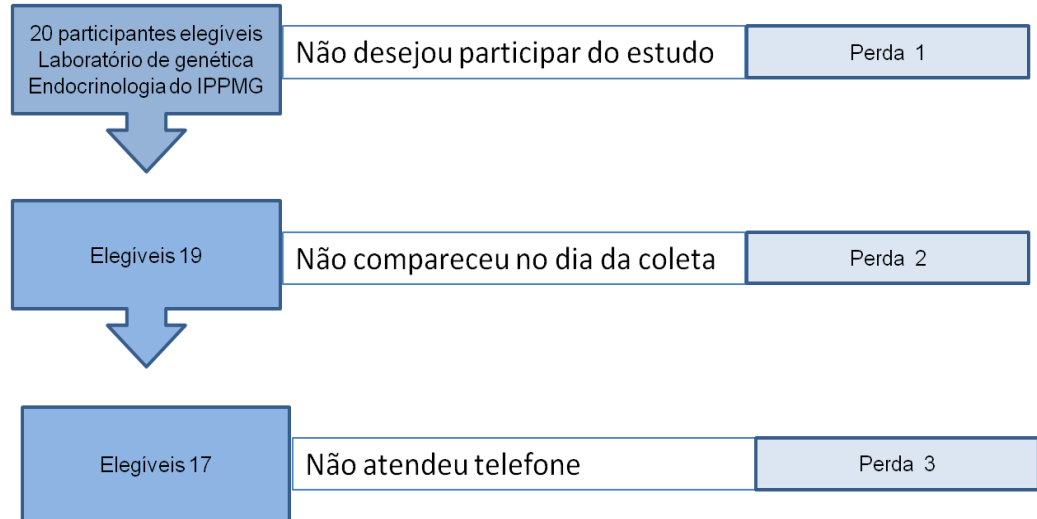 20 participantes elegíveis
Laboratório de genética
Endocrinologia do IPPMG
Não desejou participar do estudo
Perda 1
Elegíveis 19
Não compareceu no dia da coleta
Perda 2
Elegíveis 17
Não atendeu telefone
Perda 3